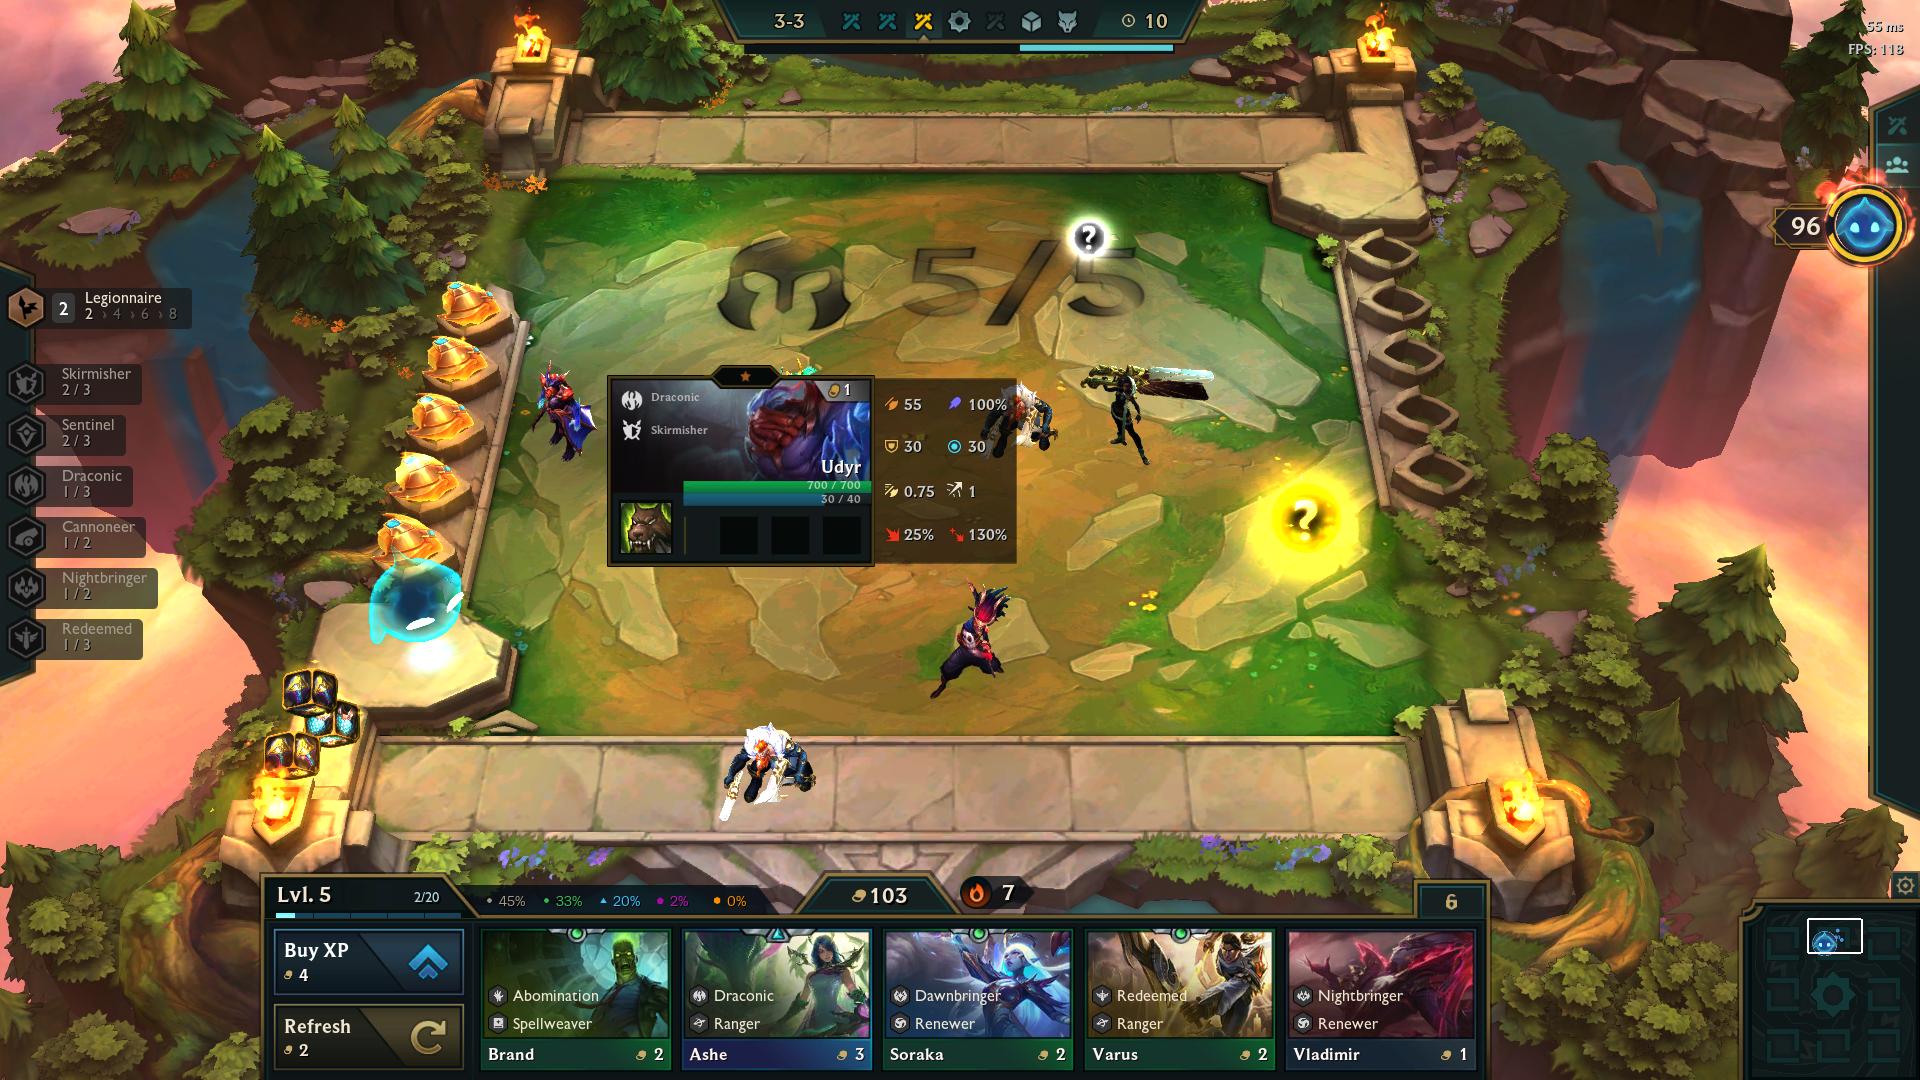 3-3
10
55 ms
FPS: 118
5/5
96
2
Legionnaire
2 › 4 › 6 › 8
Skirmisher
2 / 3
Sentinel
2 / 3
Draconic
1 / 3
Cannoneer
1 / 2
Nightbringer
1 / 2
Redeemed
1 / 3
Draconic
1
Skirmisher
Udyr
700 / 700
30 / 40
55
100%
30
30
0.75
1
25%
130%
?
?
Lvl. 5
2/20
45%
33%
20%
2%
0%
103
7
6
Buy XP
4
Refresh
2
Abomination
Spellweaver
Brand
2
Draconic
Ranger
Ashe
3
Dawnbringer
Renewer
Soraka
2
Redeemed
Ranger
Varus
2
Nightbringer
Renewer
Vladimir
1